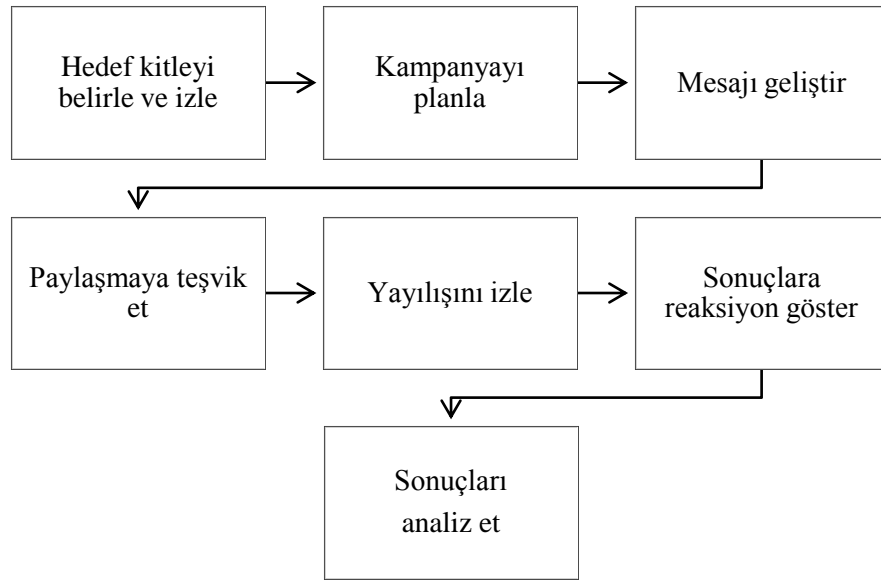 Hedef kitleyi
belirle ve izle
Kampanyayı
planla
Mesajı geliştir
Paylaşmaya teşvik
et
Yayılışını izle
Sonuçlara
reaksiyon göster
Sonuçları
analiz et